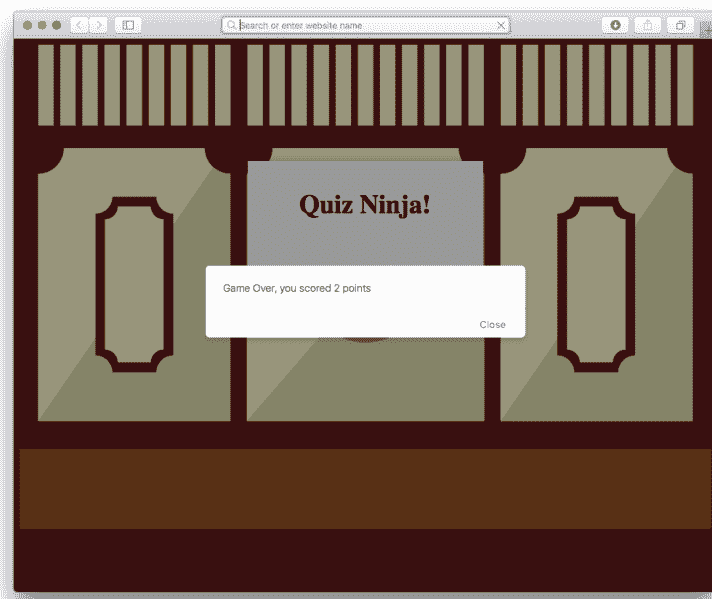 Search or enter website name
Quiz Ninja!
Game Over, you scored 2 points
Close